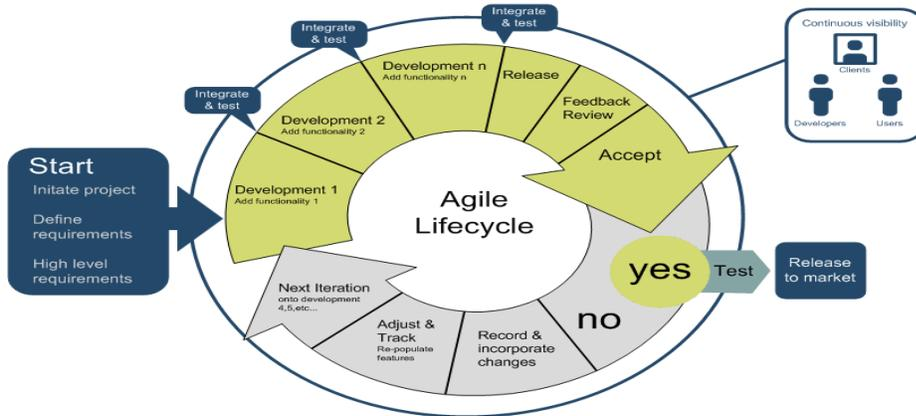 Start
Initate project
Define
requirements
High level
requirements
Integrate
& test
Integrate
& test
Integrate
& test
Development 1
Add functionality 1
Development 2
Add functionality 2
Development n
Add functionality n
Release
Feedback
Review
Accept
Continuous visibility
Clients
Developers
Users
Agile
Lifecycle
yes
Test
Release
to market
no
Record &
incorporate
changes
Adjust &
Track
Re-populate
features
Next Iteration
onto development
4,5,etc...